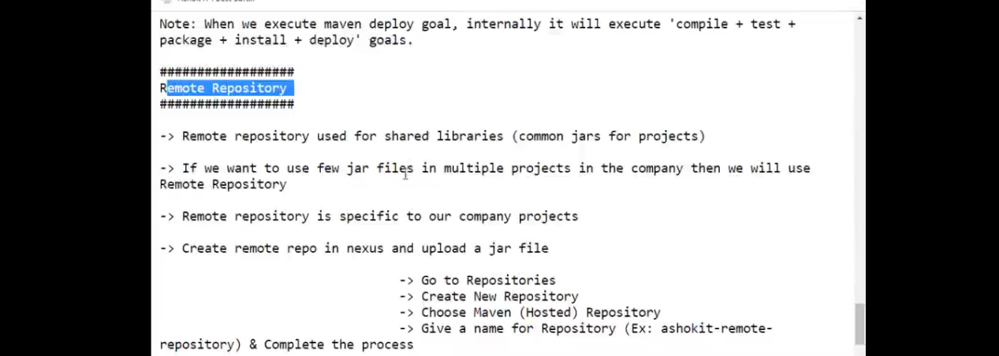 Note: When we execute maven deploy goal, internally it will execute 'compile + test +
package + install + deploy' goals.
##################
Remote Repository
##################
-> Remote repository used for shared libraries (common jars for projects)
-> If we want to use few jar files in multiple projects in the company then we will use
Remote Repository
-> Remote repository is specific to our company projects
-> Create remote repo in nexus and upload a jar file
-> Go to Repositories
-> Create New Repository
-> Choose Maven (Hosted) Repository
-> Give a name for Repository (Ex: ashokit-remote-
repository) & Complete the process